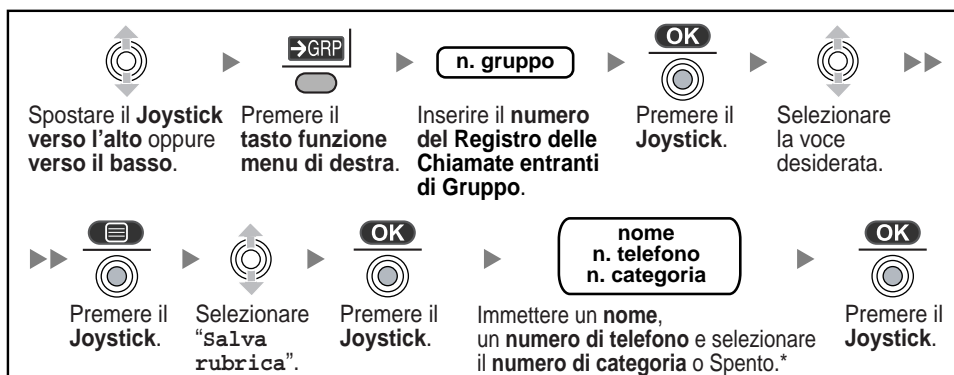 →GRP
n. gruppo
OK
Spostare il Joystick
verso l'alto oppure
verso il basso.
Premere il
tasto funzione
menu di destra.
Inserire il numero
del Registro delle
Chiamate entranti
di Gruppo.
Premere il
Joystick.
Selezionare
la voce
desiderata.
OK
nome
n. telefono
n. categoria
OK
Premere il
Joystick.
Selezionare
“Salva
rubrica”.
Premere il
Joystick.
Immettere un nome,
un numero di telefono e selezionare
il numero di categoria o Spento.*
Premere il
Joystick.